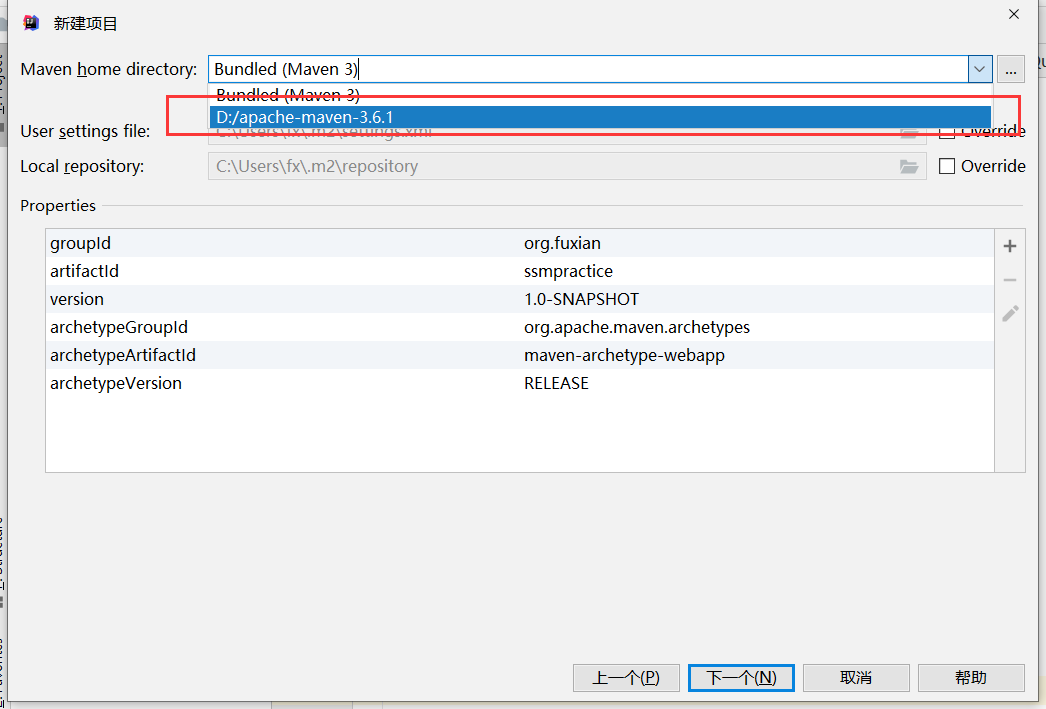 新建项目
Maven home directory: Bundled (Maven 3) ...
Bundled (Maven 3)
D:/apache-maven-3.6.1
User settings file: C:\Users\fx\.m2\settings.xml Override
Local repository: C:\Users\fx\.m2\repository Override
Properties
groupId org.fuxian
artifactId ssmpractice
version 1.0-SNAPSHOT
archetypeGroupId org.apache.maven.archetypes
archetypeArtifactId maven-archetype-webapp
archetypeVersion RELEASE
上一个(P) 下一个(N) 取消 帮助